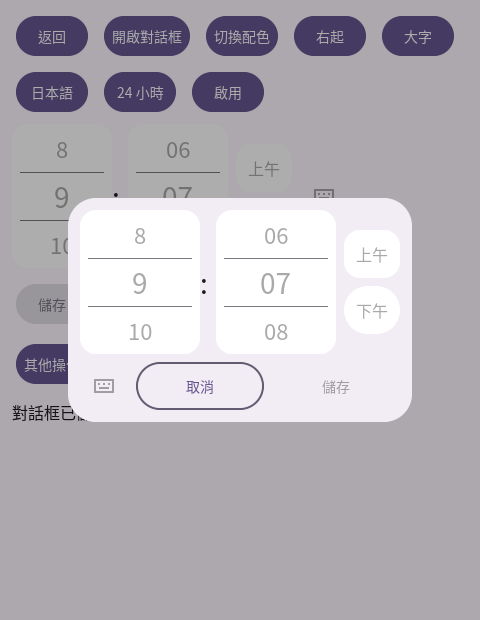 返回 開啟對話框 切換配色 右起 大字
日本語 24 小時 啟用
8 06
9 : 07 上午
10
儲存
其他操
對話框已
8 06
9 : 07
10 08
上午
下午
取消 儲存